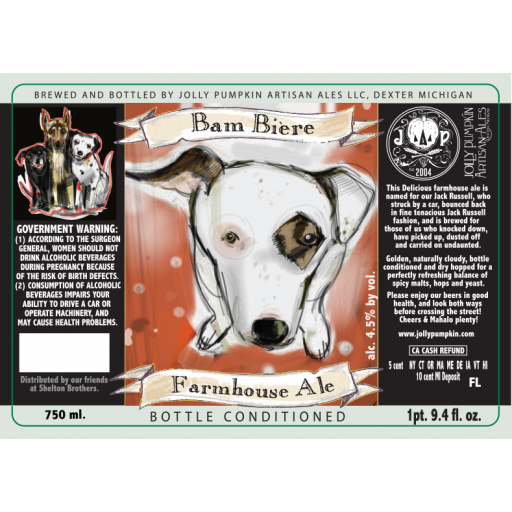 BREWED AND BOTTLED BY JOLLY PUMPKIN ARTISAN ALES LLC, DEXTER MICHIGAN
GOVERNMENT WARNING:
(1) ACCORDING TO THE SURGEON
GENERAL, WOMEN SHOULD NOT
DRINK ALCOHOLIC BEVERAGES
DURING PREGNANCY BECAUSE
OF THE RISK OF BIRTH DEFECTS.
(2) CONSUMPTION OF ALCOHOLIC
BEVERAGES IMPAIRS YOUR
ABILITY TO DRIVE A CAR OR
OPERATE MACHINERY, AND
MAY CAUSE HEALTH PROBLEMS.
Distributed by our friends
at Shelton Brothers.
750 ml.
Bam Bière
alc. 4.5% by vol.
Farmhouse Ale
BOTTLE CONDITIONED
J P
2004
JOLLY PUMPKIN
ARTISAN ALES
This Delicious farmhouse ale is
named for our Jack Russell, who
struck by a car, bounced back
in fine tenacious Jack Russell
fashion, and is brewed for
those of us who knocked down,
have picked up, dusted off
and carried on undaunted.
Golden, naturally cloudy, bottle
conditioned and dry hopped for a
perfectly refreshing balance of
spicy malts, hops and yeast.
Please enjoy our beers in good
health, and look both ways
before crossing the street!
Cheers & Mahalo plenty!
www.jollypumpkin.com
CA CASH REFUND
5 cent NY CT OR MA ME DE IA VT HI
10 cent MI Deposit
FL
1pt. 9.4 fl. oz.